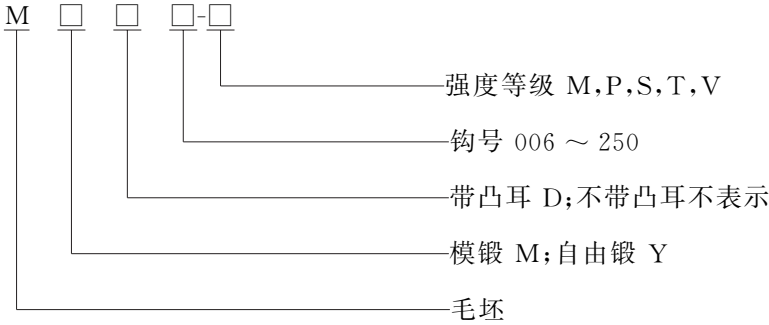 M □ □ □-□
强度等级 M,P,S,T,V
钩号 006 ～ 250
带凸耳 D;不带凸耳不表示
模锻 M;自由锻 Y
毛坯